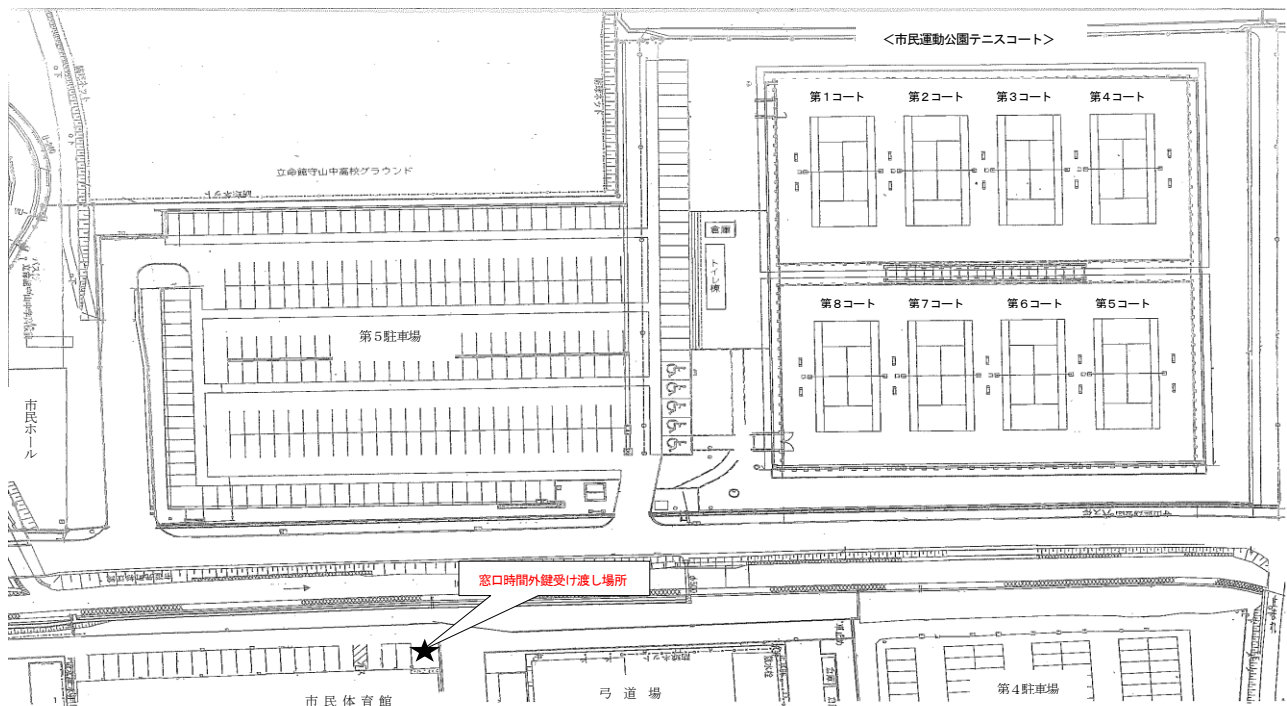 <市民運動公園テニスコート>
第1コート
第2コート
第3コート
第4コート
立命館守山中高校グラウンド
防球ネット
倉庫
トイレ棟
第8コート
第7コート
第6コート
第5コート
第5駐車場
市民ホール
窓口時間外鍵受け渡し場所
市民体育館
弓道場
第4駐車場